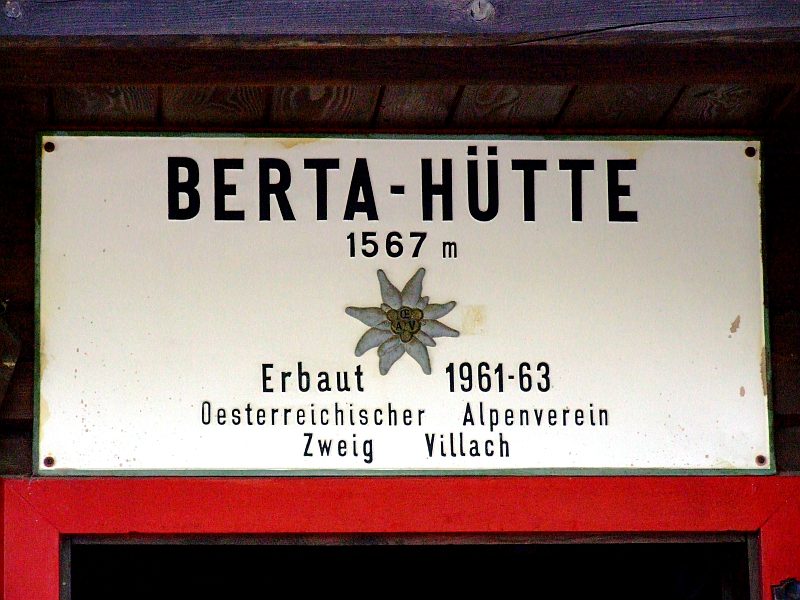 BERTA-HÜTTE
1567 m
Œ
A V
Erbaut 1961-63
Oesterreichischer Alpenverein
Zweig Villach